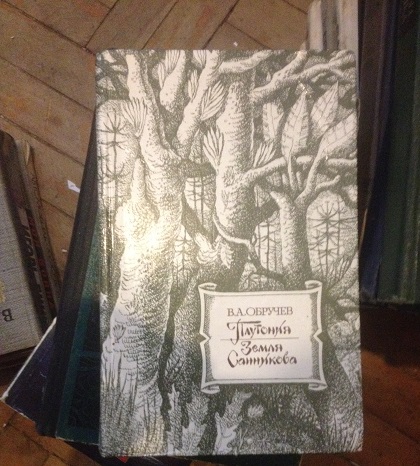 В.А.ОБРУЧЕВ
Плутония
Земля
Санникова